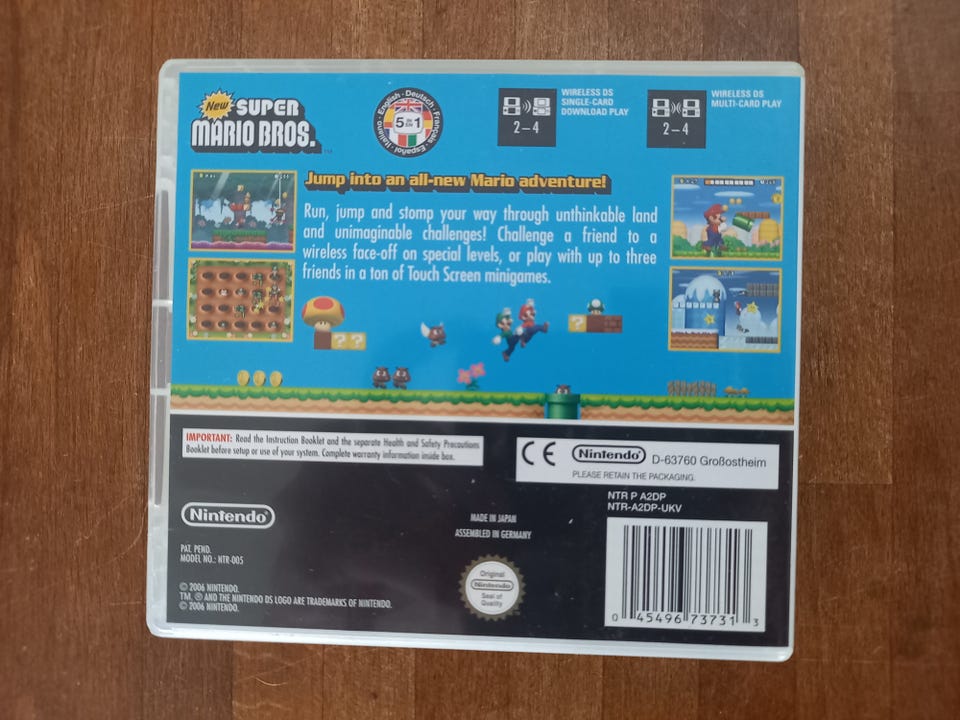 New SUPER
MARIO BROS.™
English · Deutsch · Français · Español · Italiano
5 IN EN 1
2–4
WIRELESS DS
SINGLE-CARD
DOWNLOAD PLAY
2–4
WIRELESS DS
MULTI-CARD PLAY
Jump into an all-new Mario adventure!
Run, jump and stomp your way through unthinkable land
and unimaginable challenges! Challenge a friend to a
wireless face-off on special levels, or play with up to three
friends in a ton of Touch Screen minigames.
IMPORTANT: Read the Instruction Booklet and the separate Health and Safety Precautions
Booklet before setup or use of your system. Complete warranty information inside box.
CE Nintendo D-63760 Großostheim
PLEASE RETAIN THE PACKAGING.
NTR P A2DP
NTR-A2DP-UKV
Nintendo
MADE IN JAPAN
ASSEMBLED IN GERMANY
PAT. PEND.
MODEL NO.: NTR-005
Original
Nintendo
Seal of
Quality
© 2006 NINTENDO.
TM, ® AND THE NINTENDO DS LOGO ARE TRADEMARKS OF NINTENDO.
© 2006 NINTENDO.
0 45496 73731 3